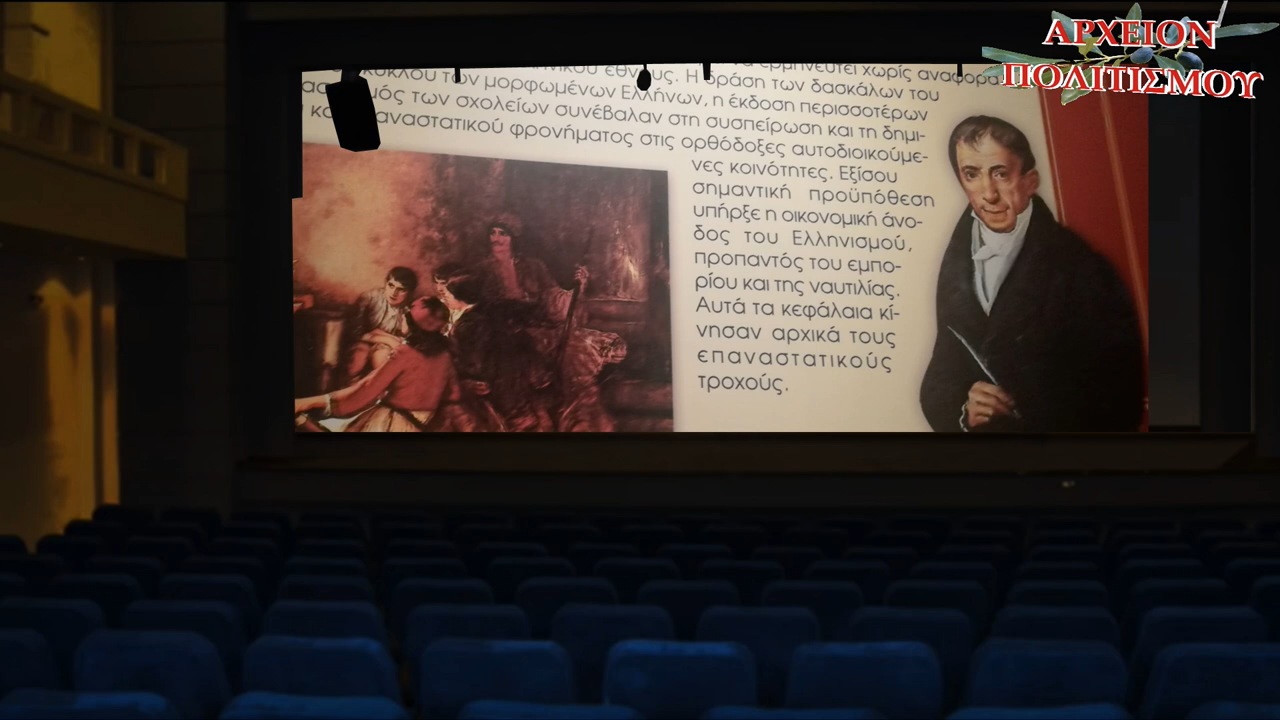 ΑΡΧΕΙΟΝ
ΠΟΛΙΤΙΣΜΟΥ
έθνους. Η δράση των δασκάλων του
των μορφωμένων Ελλήνων, η έκδοση περισσοτέρων
των σχολείων συνέβαλαν στη συσπείρωση και τη δημι-
φρονήματος στις ορθόδοξες αυτοδιοικούμε-
νες κοινότητες. Εξίσου
σημαντική προϋπόθεση
υπήρξε η οικονομική άνο-
δος του Ελληνισμού,
προπαντός του εμπο-
ρίου και της ναυτιλίας.
Αυτά τα κεφάλαια κί-
νησαν αρχικά τους
επαναστατικούς
τροχούς.